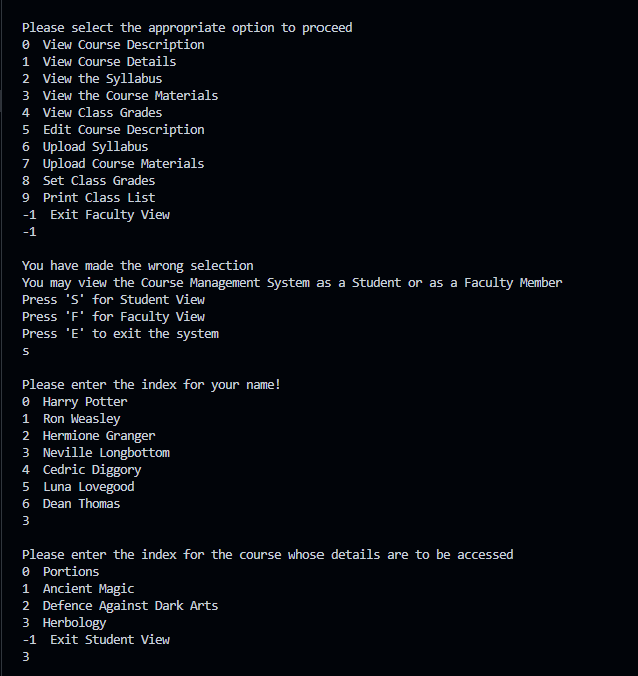 Please select the appropriate option to proceed
0  View Course Description
1  View Course Details
2  View the Syllabus
3  View the Course Materials
4  View Class Grades
5  Edit Course Description
6  Upload Syllabus
7  Upload Course Materials
8  Set Class Grades
9  Print Class List
-1  Exit Faculty View
-1
You have made the wrong selection
You may view the Course Management System as a Student or as a Faculty Member
Press 'S' for Student View
Press 'F' for Faculty View
Press 'E' to exit the system
s
Please enter the index for your name!
0  Harry Potter
1  Ron Weasley
2  Hermione Granger
3  Neville Longbottom
4  Cedric Diggory
5  Luna Lovegood
6  Dean Thomas
3
Please enter the index for the course whose details are to be accessed
0  Portions
1  Ancient Magic
2  Defence Against Dark Arts
3  Herbology
-1  Exit Student View
3